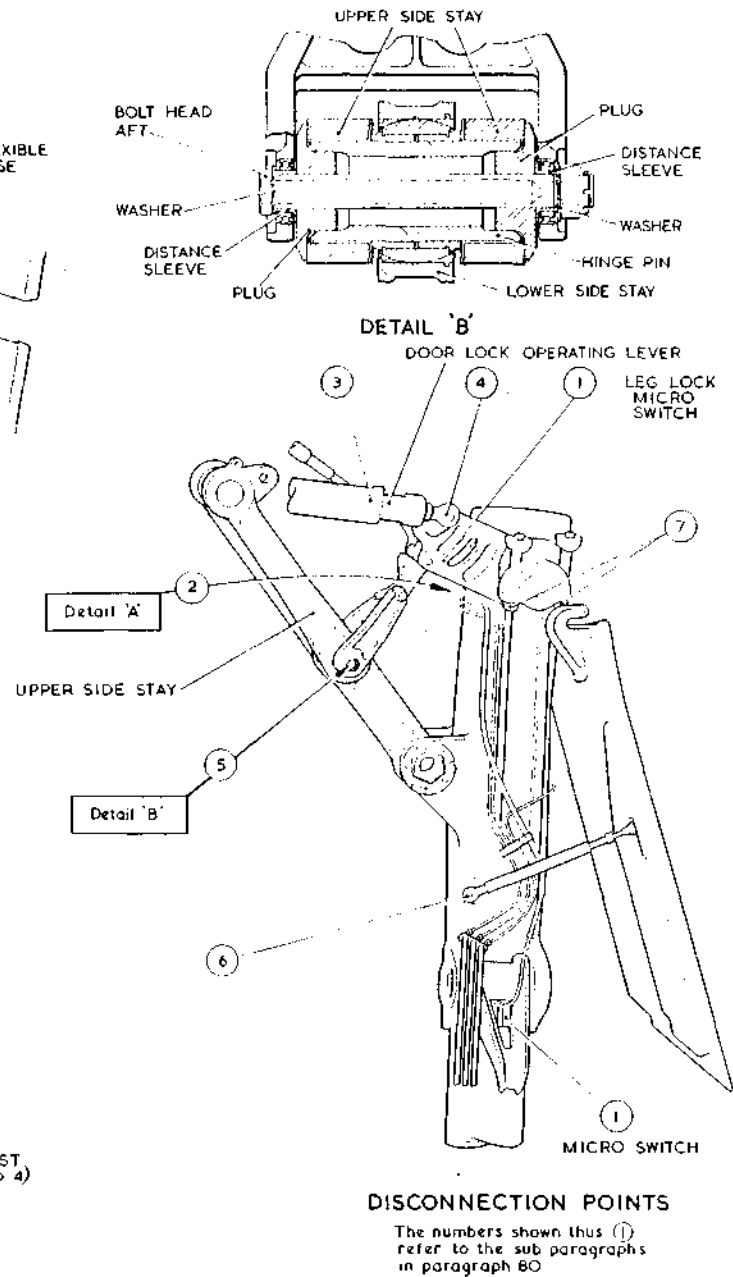 UPPER SIDE STAY
BOLT HEAD
AFT
PLUG
DISTANCE
SLEEVE
WASHER
WASHER
DISTANCE
SLEEVE
HINGE PIN
PLUG
LOWER SIDE STAY
DETAIL 'B'
DOOR LOCK OPERATING LEVER
3
4
1
LEG LOCK
MICRO
SWITCH
7
2
Detail 'A'
UPPER SIDE STAY
5
Detail 'B'
6
1
MICRO SWITCH
4)
DISCONNECTION POINTS
The numbers shown thus (1)
refer to the sub paragraphs
in paragraph 80